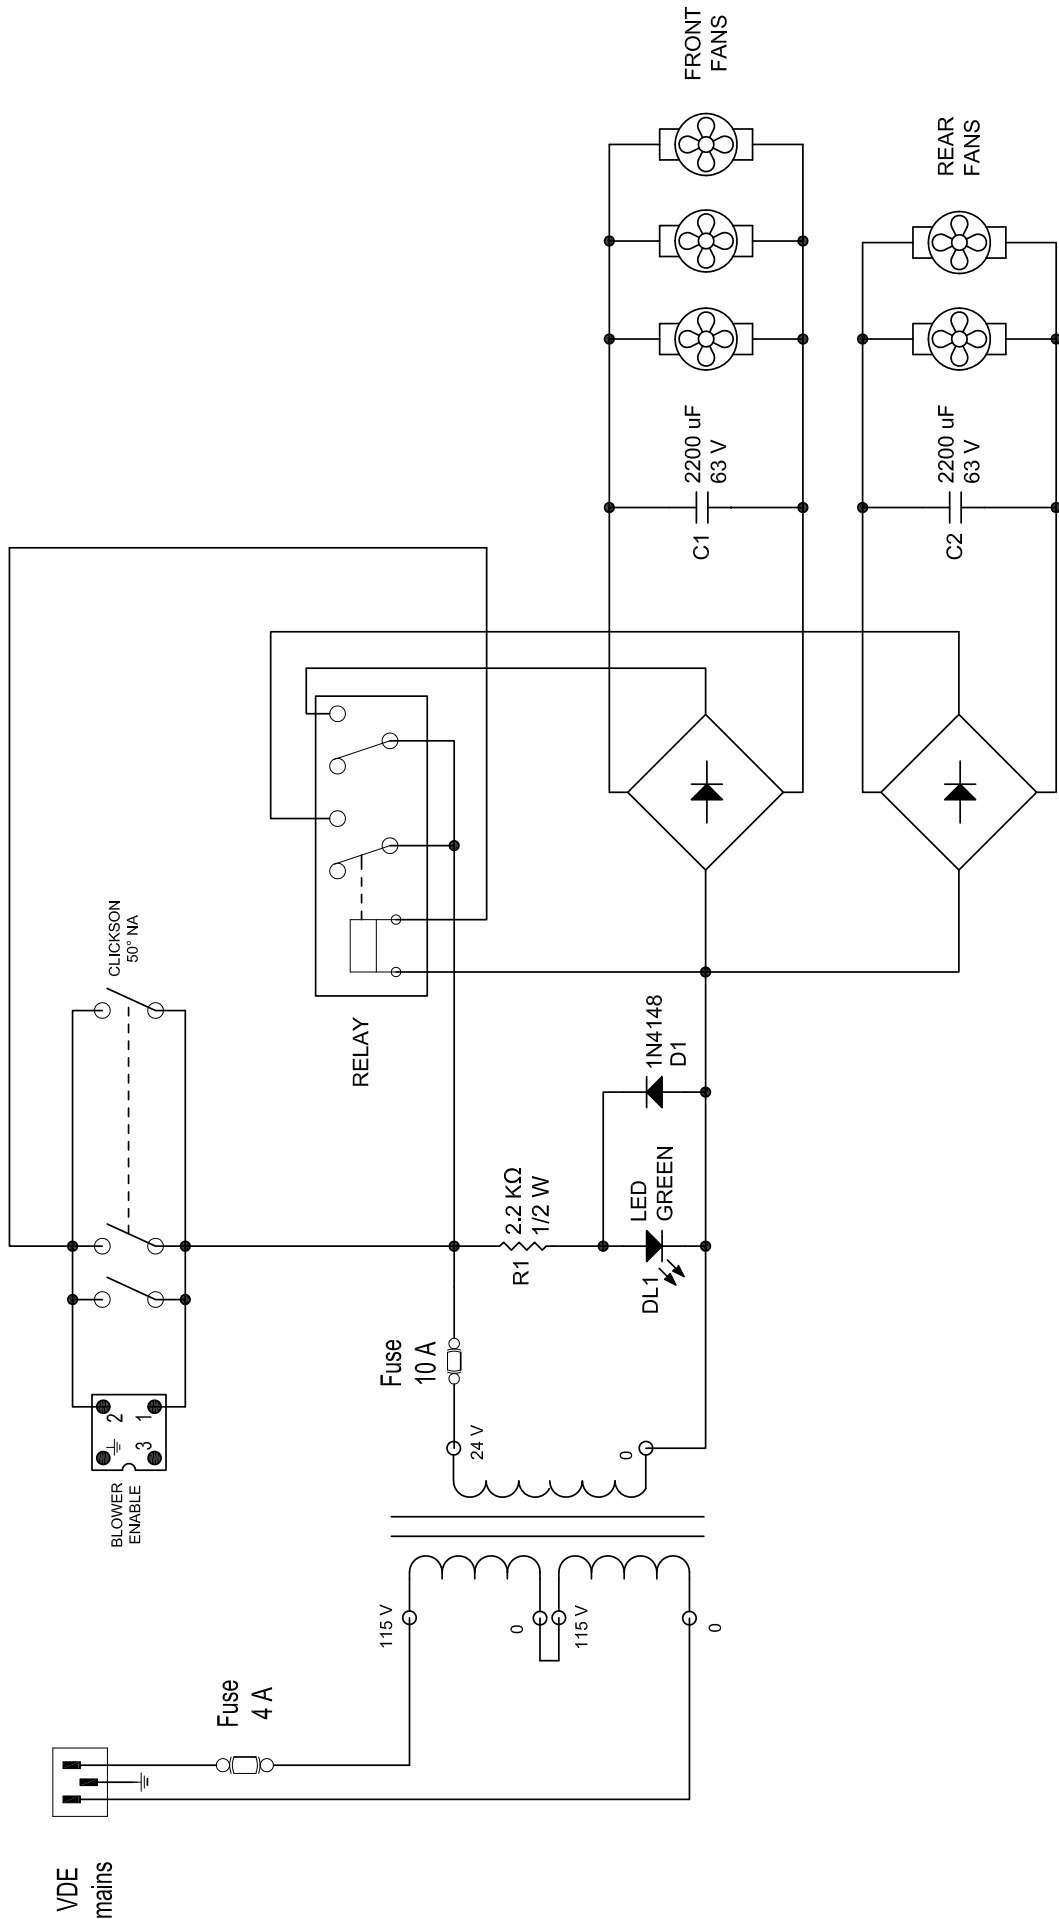 VDE
mains
Fuse
4 A
115 V
0
115 V
0
BLOWER
ENABLE
2
1
3
24 V
0
Fuse
10 A
CLICKSON
50° NA
R1
2.2 KΩ
1/2 W
DL1
LED
GREEN
1N4148
D1
RELAY
C1
2200 uF
63 V
FRONT
FANS
C2
2200 uF
63 V
REAR
FANS